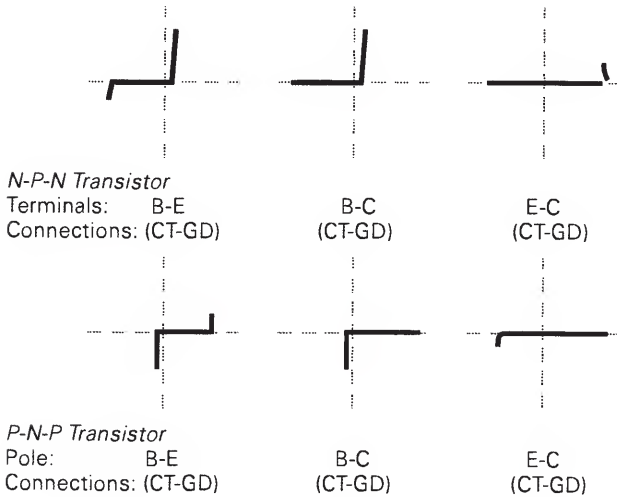 N-P-N Transistor
Terminals: B-E B-C E-C
Connections: (CT-GD) (CT-GD) (CT-GD)
P-N-P Transistor
Pole: B-E B-C E-C
Connections: (CT-GD) (CT-GD) (CT-GD)